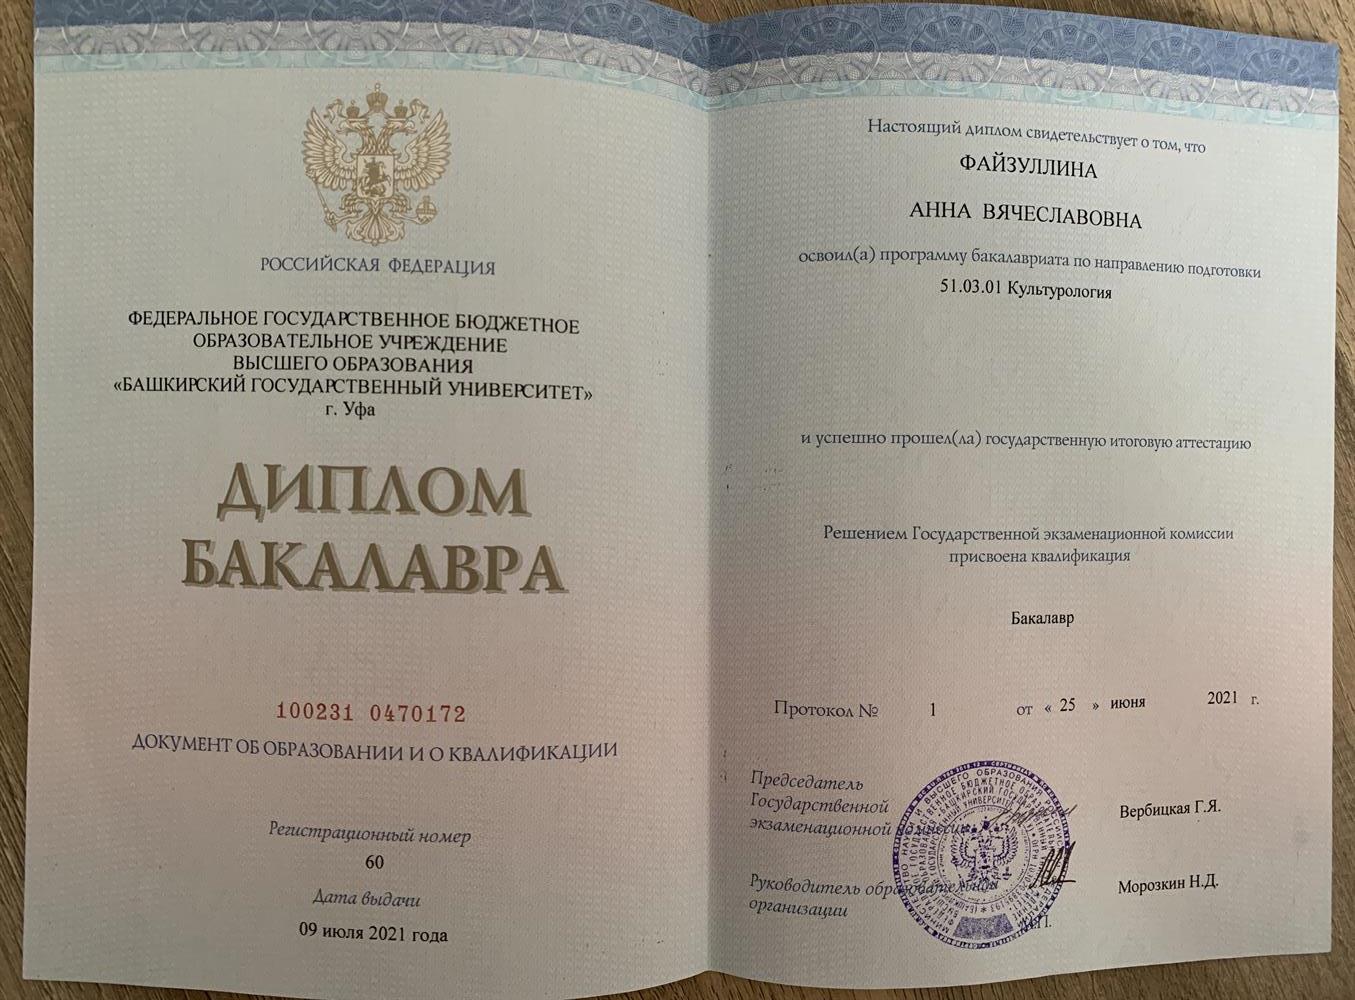 РОССИЙСКАЯ ФЕДЕРАЦИЯ
ФЕДЕРАЛЬНОЕ ГОСУДАРСТВЕННОЕ БЮДЖЕТНОЕ
ОБРАЗОВАТЕЛЬНОЕ УЧРЕЖДЕНИЕ
ВЫСШЕГО ОБРАЗОВАНИЯ
«БАШКИРСКИЙ ГОСУДАРСТВЕННЫЙ УНИВЕРСИТЕТ»
г. Уфа
ДИПЛОМ
БАКАЛАВРА
100231 0470172
ДОКУМЕНТ ОБ ОБРАЗОВАНИИ И О КВАЛИФИКАЦИИ
Регистрационный номер
60
Дата выдачи
09 июля 2021 года
Настоящий диплом свидетельствует о том, что
ФАЙЗУЛЛИНА
АННА ВЯЧЕСЛАВОВНА
освоил(а) программу бакалавриата по направлению подготовки
51.03.01 Культурология
и успешно прошел(ла) государственную итоговую аттестацию
Решением Государственной экзаменационной комиссии
присвоена квалификация
Бакалавр
Протокол № 1 от « 25 » июня 2021 г.
Председатель
Государственной
экзаменационной комиссии
Вербицкая Г.Я.
Руководитель образовательной
организации
Морозкин Н.Д.
М.П.